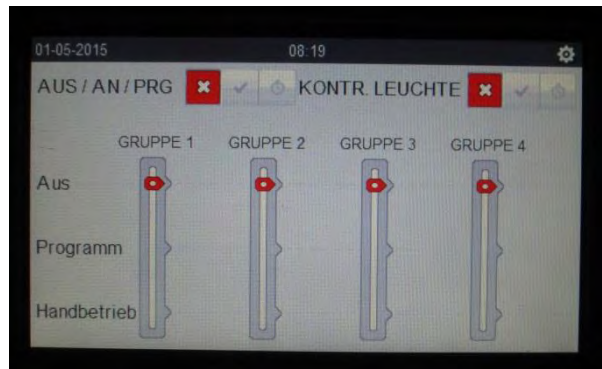 01-05-2015 08:19
AUS / AN / PRG KONTR. LEUCHTE
GRUPPE 1 GRUPPE 2 GRUPPE 3 GRUPPE 4
Aus
Programm
Handbetrieb